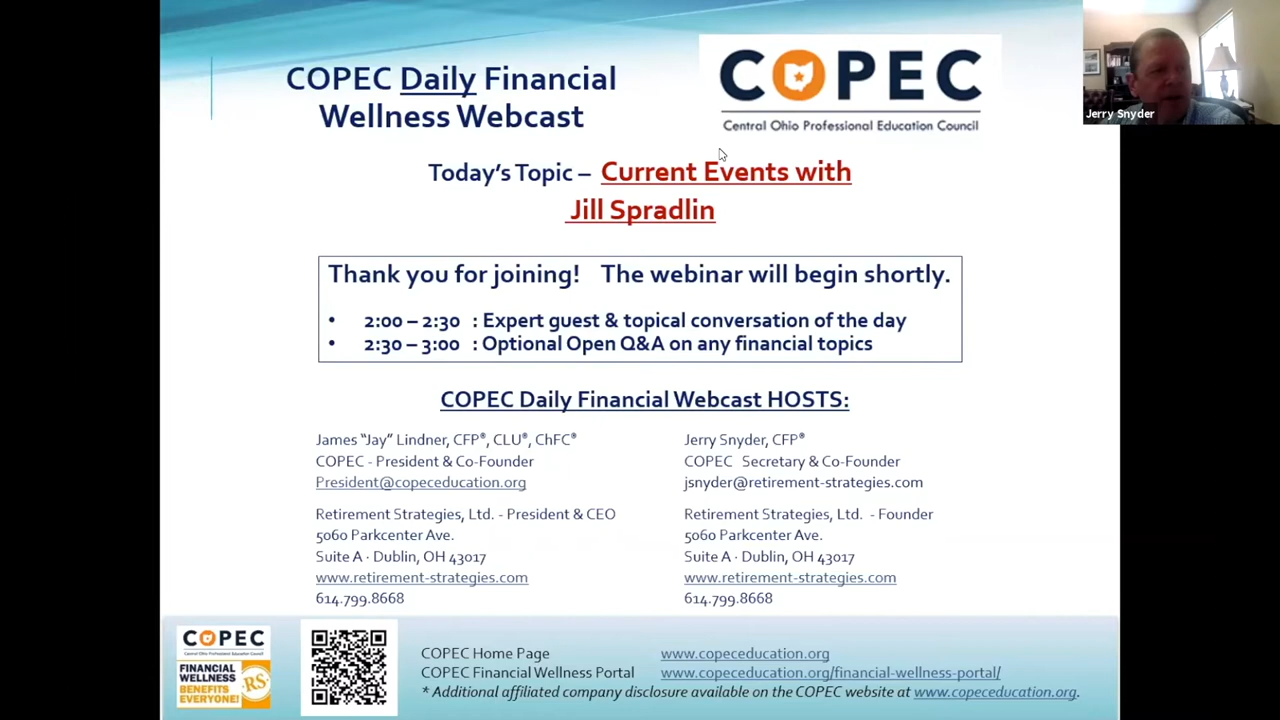 COPEC Daily Financial
Wellness Webcast
COPEC
Central Ohio Professional Education Council
Jerry Snyder
Today's Topic – Current Events with
Jill Spradlin
Thank you for joining! The webinar will begin shortly.
• 2:00 – 2:30 : Expert guest & topical conversation of the day
• 2:30 – 3:00 : Optional Open Q&A on any financial topics
COPEC Daily Financial Webcast HOSTS:
James "Jay" Lindner, CFP®, CLU®, ChFC®
COPEC - President & Co-Founder
President@copeceducation.org
Retirement Strategies, Ltd. - President & CEO
5060 Parkcenter Ave.
Suite A · Dublin, OH 43017
www.retirement-strategies.com
614.799.8668
Jerry Snyder, CFP®
COPEC Secretary & Co-Founder
jsnyder@retirement-strategies.com
Retirement Strategies, Ltd. - Founder
5060 Parkcenter Ave.
Suite A · Dublin, OH 43017
www.retirement-strategies.com
614.799.8668
COPEC
Central Ohio Professional Education Council
FINANCIAL
WELLNESS
BENEFITS
EVERYONE!
RS
COPEC Home Page www.copeceducation.org
COPEC Financial Wellness Portal www.copeceducation.org/financial-wellness-portal/
* Additional affiliated company disclosure available on the COPEC website at www.copeceducation.org.